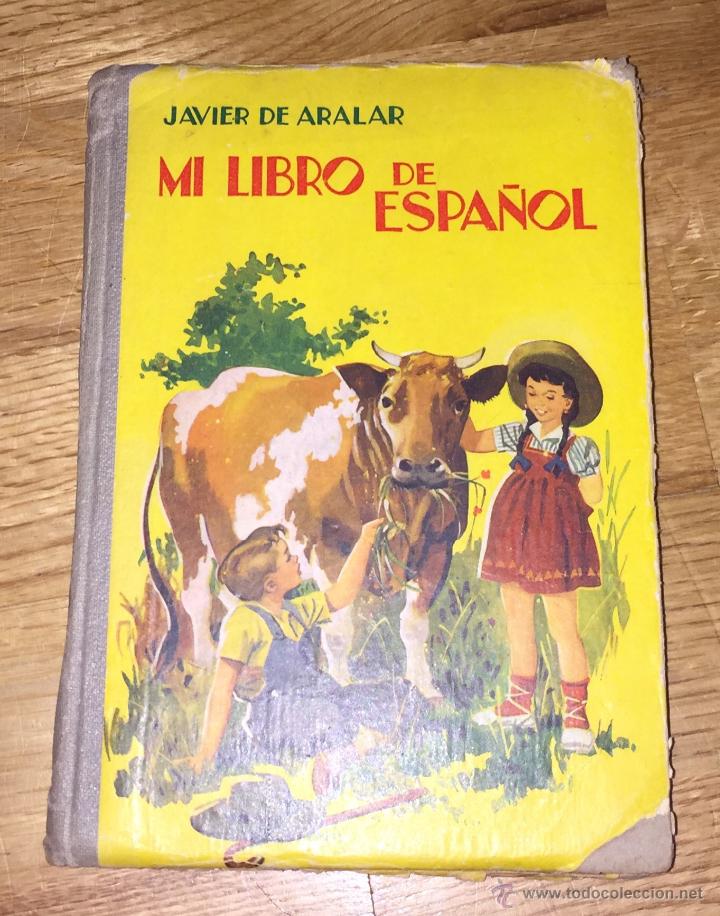 JAVIER DE ARALAR
MI LIBRO DE
ESPAÑOL
www.todocoleccion.net